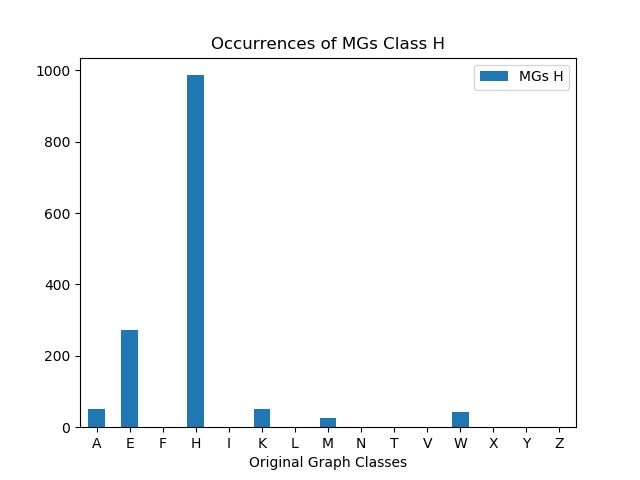 Occurrences of MGs Class H
MGs H
1000
800
600
400
200
0
A E F H I K L M N T V W X Y Z
Original Graph Classes